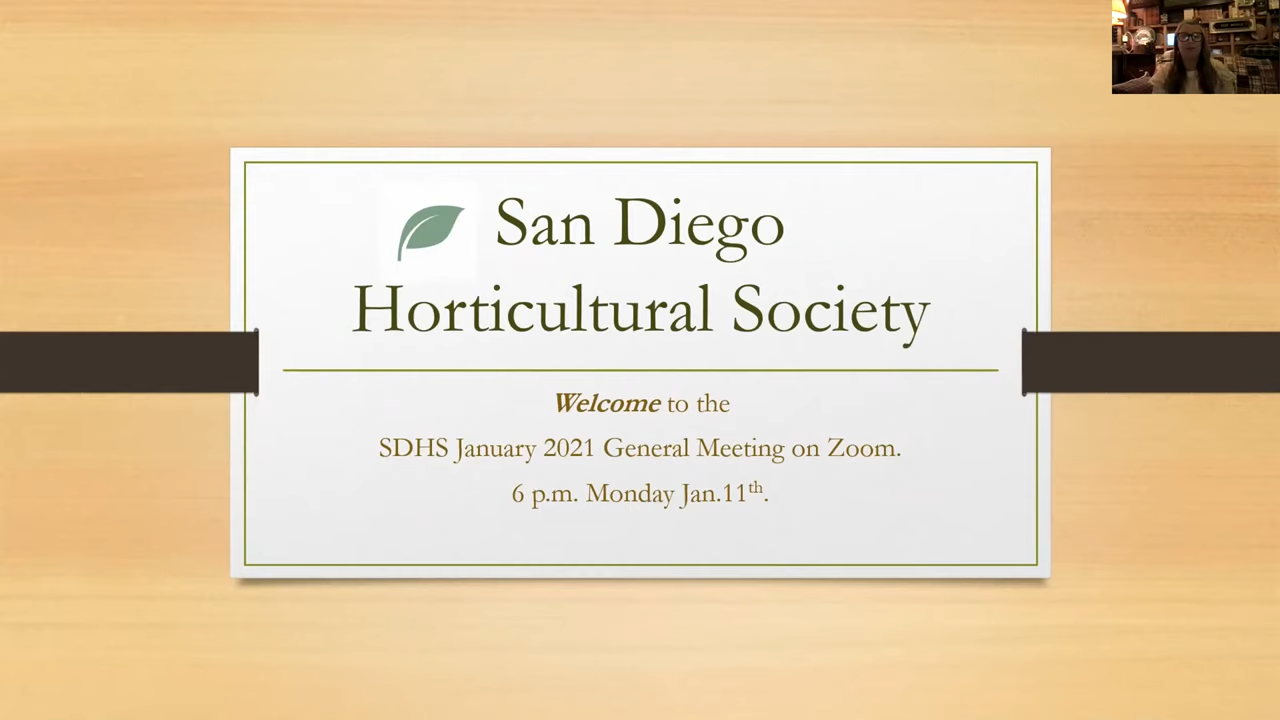 San Diego
Horticultural Society
Welcome to the
SDHS January 2021 General Meeting on Zoom.
6 p.m. Monday Jan.11th.